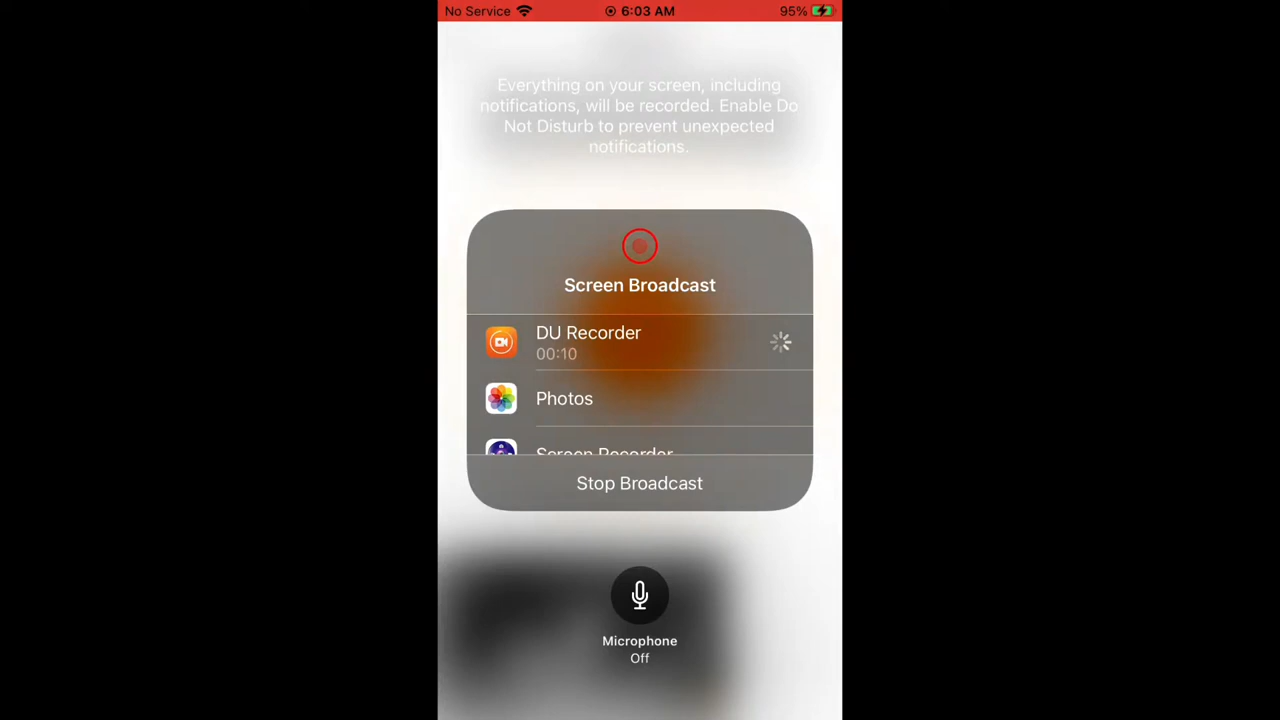 No Service 6:03 AM 95%
Everything on your screen, including
notifications, will be recorded. Enable Do
Not Disturb to prevent unexpected
notifications.
Screen Broadcast
DU Recorder
00:10
Photos
Screen Recorder
Stop Broadcast
Microphone
Off